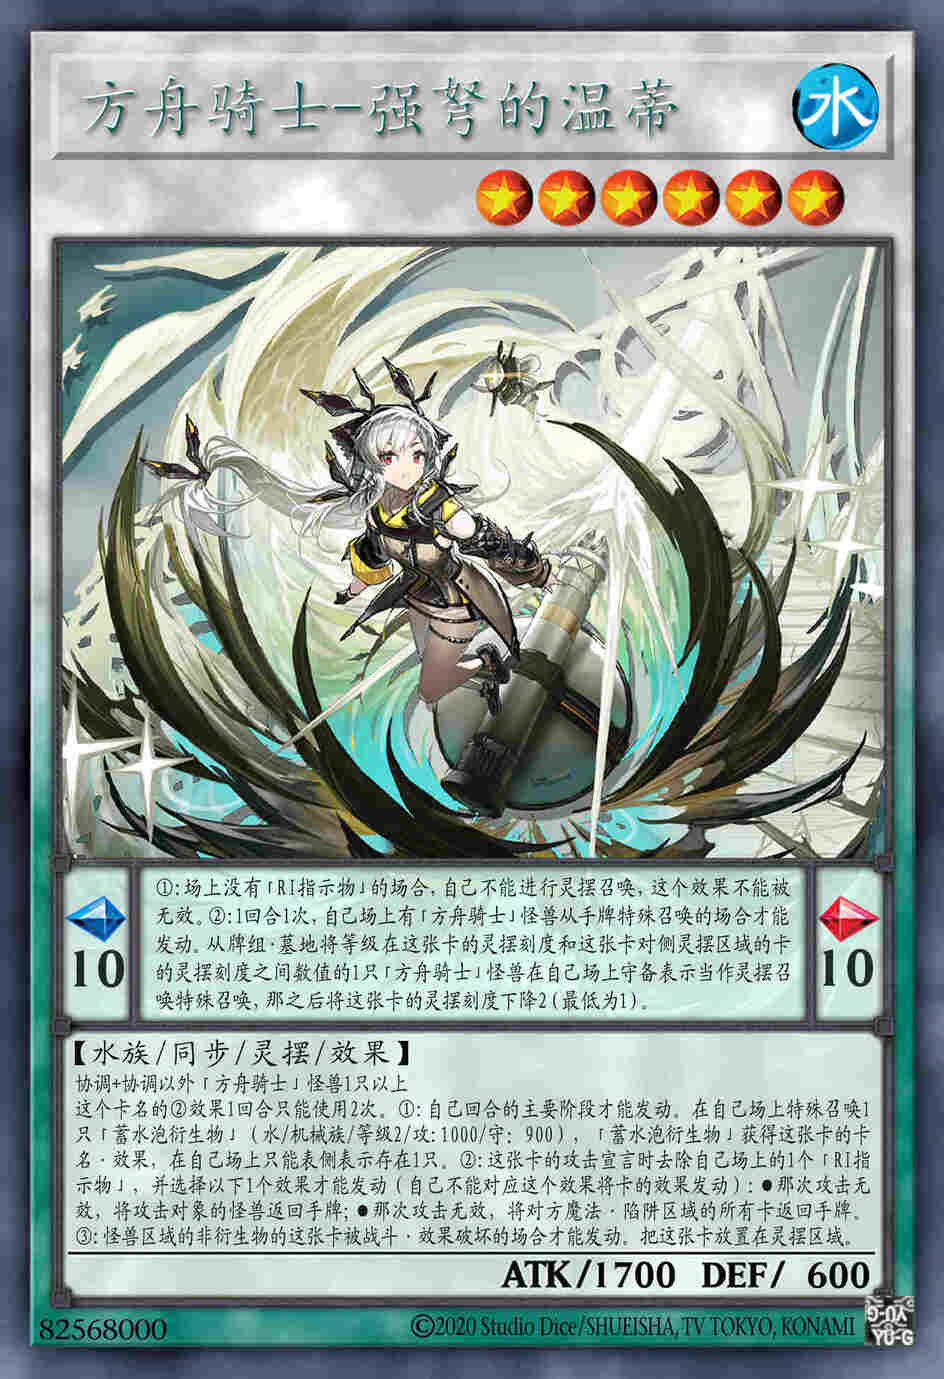 方舟骑士-强弩的温蒂
水
①:场上没有「RI指示物」的场合,自己不能进行灵摆召唤,这个效果不能被
无效。②:1回合1次,自己场上有「方舟骑士」怪兽从手牌特殊召唤的场合才能
发动。从牌组·墓地将等级在这张卡的灵摆刻度和这张卡对侧灵摆区域的卡
的灵摆刻度之间数值的1只「方舟骑士」怪兽在自己场上守备表示当作灵摆召
唤特殊召唤,那之后将这张卡的灵摆刻度下降2(最低为1)。
10
10
【水族/同步/灵摆/效果】
协调+协调以外「方舟骑士」怪兽1只以上
这个卡名的②效果1回合只能使用2次。①:自己回合的主要阶段才能发动。在自己场上特殊召唤1
只「蓄水泡衍生物」(水/机械族/等级2/攻:1000/守:900),「蓄水泡衍生物」获得这张卡的卡
名·效果,在自己场上只能表侧表示存在1只。②:这张卡的攻击宣言时去除自己场上的1个「RI指
示物」,并选择以下1个效果才能发动(自己不能对应这个效果将卡的效果发动):●那次攻击无
效,将攻击对象的怪兽返回手牌;●那次攻击无效,将对方魔法·陷阱区域的所有卡返回手牌。
③:怪兽区域的非衍生物的这张卡被战斗·效果破坏的场合才能发动。把这张卡放置在灵摆区域。
ATK/1700 DEF/ 600
82568000
©2020 Studio Dice/SHUEISHA, TV TOKYO, KONAMI
YU-G
YU-G